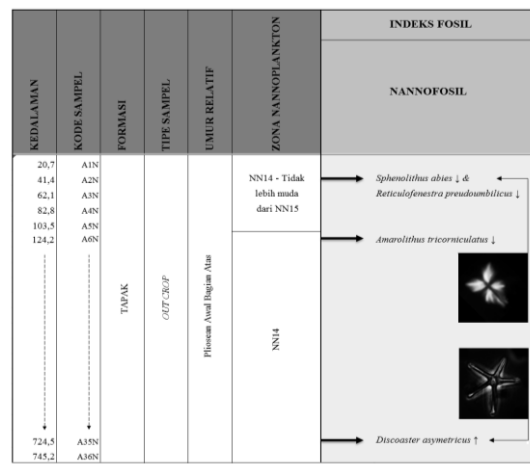 INDEKS FOSIL
KEDALAMAN
KODE SAMPEL
FORMASI
TIPE SAMPEL
UMUR RELATIF
ZONA NANNOPLANKTON
NANNOFOSIL
20,7 A1N
41,4 A2N
62,1 A3N
82,8 A4N
103,5 A5N
124,2 A6N
724,5 A35N
745,2 A36N
TAPAK
OUT CROP
Pliosean Awal Bagian Atas
NN14 - Tidak
lebih muda
dari NN15
NN14
Sphenolithus abies ↓ &
Reticulofenestra pseudoumbilicus ↓
Amarolithus tricorniculatus ↓
Discoaster asymetricus ↑